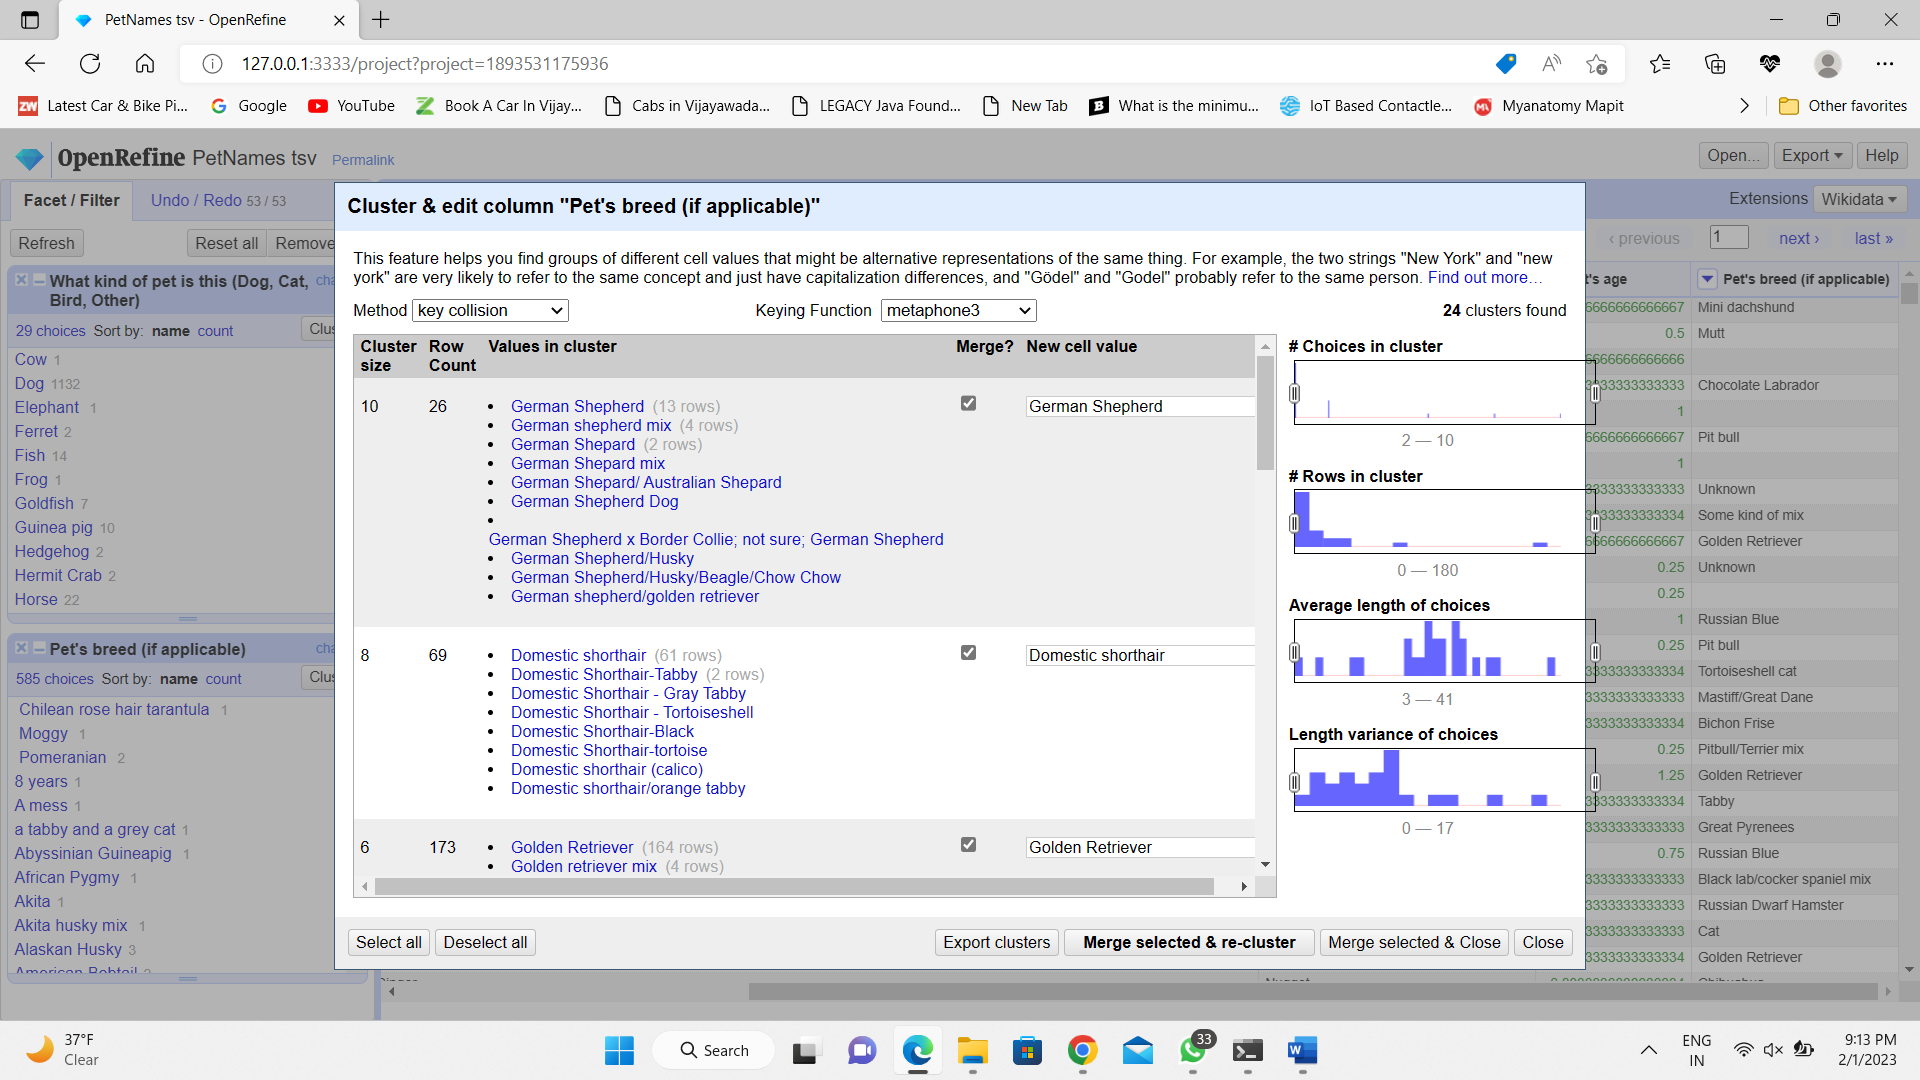 PetNames tsv - OpenRefine
127.0.0.1:3333/project?project=1893531175936
Latest Car & Bike Pi...
Google
YouTube
Book A Car In Vijay...
Cabs in Vijayawada...
LEGACY Java Found...
New Tab
What is the minimu...
IoT Based Contactle...
Myanatomy Mapit
Other favorites
OpenRefine PetNames tsv Permalink
Open... Export Help
Facet / Filter
Undo / Redo 53 / 53
Extensions Wikidata
Refresh Reset all Remove
‹ previous 1 next › last »
What kind of pet is this (Dog, Cat,
Bird, Other)
29 choices Sort by: name count
Cow 1
Dog 1132
Elephant 1
Ferret 2
Fish 14
Frog 1
Goldfish 7
Guinea pig 10
Hedgehog 2
Hermit Crab 2
Horse 22
Pet's breed (if applicable)
585 choices Sort by: name count
Chilean rose hair tarantula 1
Moggy 1
Pomeranian 2
8 years 1
A mess 1
a tabby and a grey cat 1
Abyssinian Guineapig 1
African Pygmy 1
Akita 1
Akita husky mix 1
Alaskan Husky 3
Cluster & edit column "Pet's breed (if applicable)"
This feature helps you find groups of different cell values that might be alternative representations of the same thing. For example, the two strings "New York" and "new
york" are very likely to refer to the same concept and just have capitalization differences, and "Gödel" and "Godel" probably refer to the same person. Find out more…
Method key collision Keying Function metaphone3 24 clusters found
Cluster size Row Count Values in cluster Merge? New cell value
10 26
German Shepherd (13 rows)
German shepherd mix (4 rows)
German Shepard (2 rows)
German Shepard mix
German Shepard/ Australian Shepard
German Shepherd Dog
German Shepherd x Border Collie; not sure; German Shepherd
German Shepherd/Husky
German Shepherd/Husky/Beagle/Chow Chow
German shepherd/golden retriever
German Shepherd
8 69
Domestic shorthair (61 rows)
Domestic Shorthair-Tabby (2 rows)
Domestic Shorthair - Gray Tabby
Domestic Shorthair - Tortoiseshell
Domestic Shorthair-Black
Domestic Shorthair-tortoise
Domestic shorthair (calico)
Domestic shorthair/orange tabby
Domestic shorthair
6 173
Golden Retriever (164 rows)
Golden retriever mix (4 rows)
Golden Retriever
# Choices in cluster
2 — 10
# Rows in cluster
0 — 180
Average length of choices
3 — 41
Length variance of choices
0 — 17
Select all Deselect all Export clusters Merge selected & re-cluster Merge selected & Close Close
t's age Pet's breed (if applicable)
6666666666667 Mini dachshund
0.5 Mutt
6666666666666
3333333333333 Chocolate Labrador
1
6666666666667 Pit bull
1
3333333333333 Unknown
3333333333334 Some kind of mix
6666666666667 Golden Retriever
0.25 Unknown
0.25
1 Russian Blue
0.25 Pit bull
3333333333334 Tortoiseshell cat
3333333333333 Mastiff/Great Dane
3333333333334 Bichon Frise
0.25 Pitbull/Terrier mix
1.25 Golden Retriever
3333333333334 Tabby
3333333333333 Great Pyrenees
0.75 Russian Blue
3333333333333 Black lab/cocker spaniel mix
3333333333333 Russian Dwarf Hamster
3333333333333 Cat
3333333333334 Golden Retriever
37°F
Clear
Search
33
ENG
IN
9:13 PM
2/1/2023